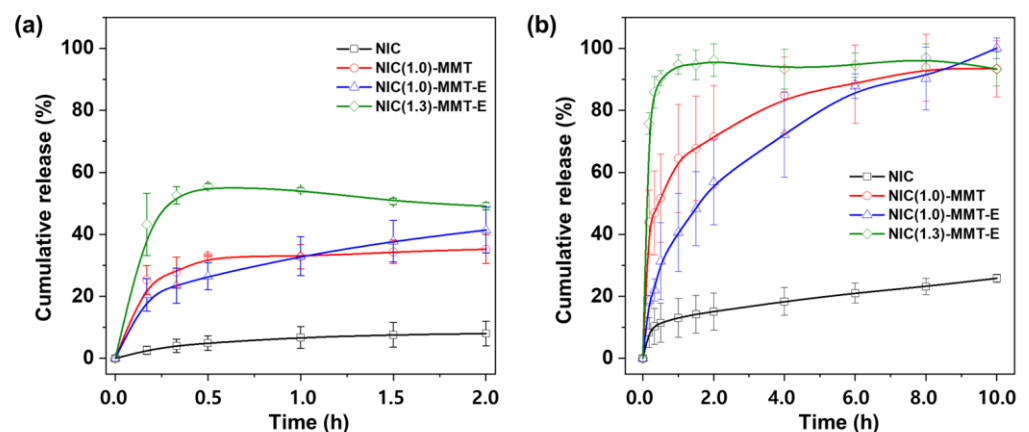 (a)
Cumulative release (%)
100
80
60
40
20
0
NIC
NIC(1.0)-MMT
NIC(1.0)-MMT-E
NIC(1.3)-MMT-E
0.0 0.5 1.0 1.5 2.0
Time (h)
(b)
Cumulative release (%)
100
80
60
40
20
0
NIC
NIC(1.0)-MMT
NIC(1.0)-MMT-E
NIC(1.3)-MMT-E
0.0 2.0 4.0 6.0 8.0 10.0
Time (h)